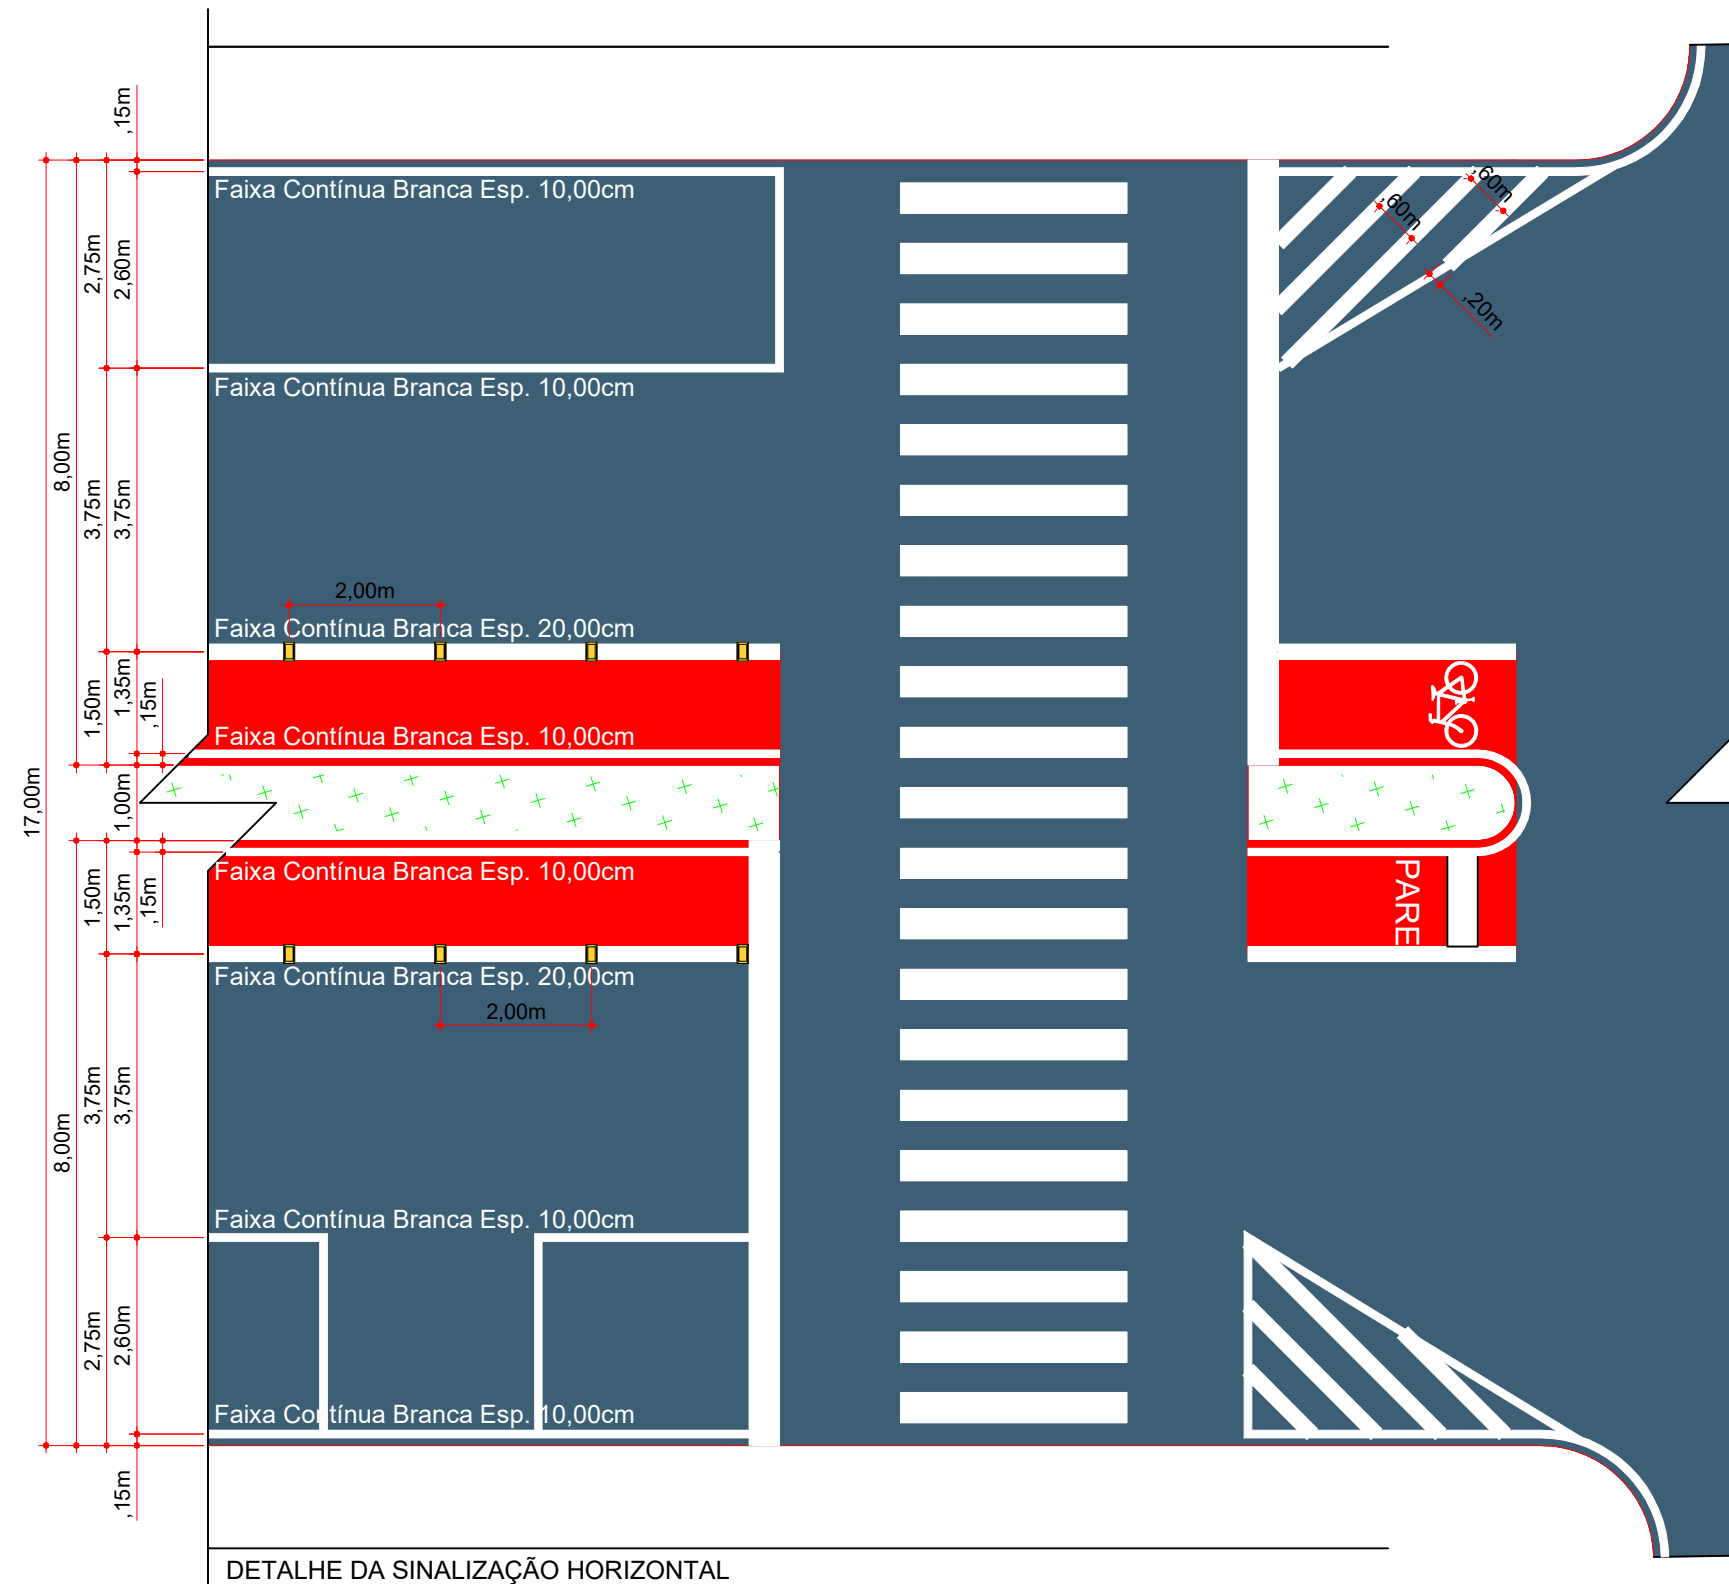 ,15m
Faixa Contínua Branca Esp. 10,00cm
,60m
,60m
2,75m
2,60m
,20m
Faixa Contínua Branca Esp. 10,00cm
8,00m
3,75m
3,75m
2,00m
Faixa Contínua Branca Esp. 20,00cm
1,50m
1,35m
,15m
Faixa Contínua Branca Esp. 10,00cm
17,00m
1,00m
Faixa Contínua Branca Esp. 10,00cm
PARE
1,50m
1,35m
,15m
Faixa Contínua Branca Esp. 20,00cm
2,00m
8,00m
3,75m
3,75m
Faixa Contínua Branca Esp. 10,00cm
2,75m
2,60m
Faixa Contínua Branca Esp. 10,00cm
,15m
DETALHE DA SINALIZAÇÃO HORIZONTAL